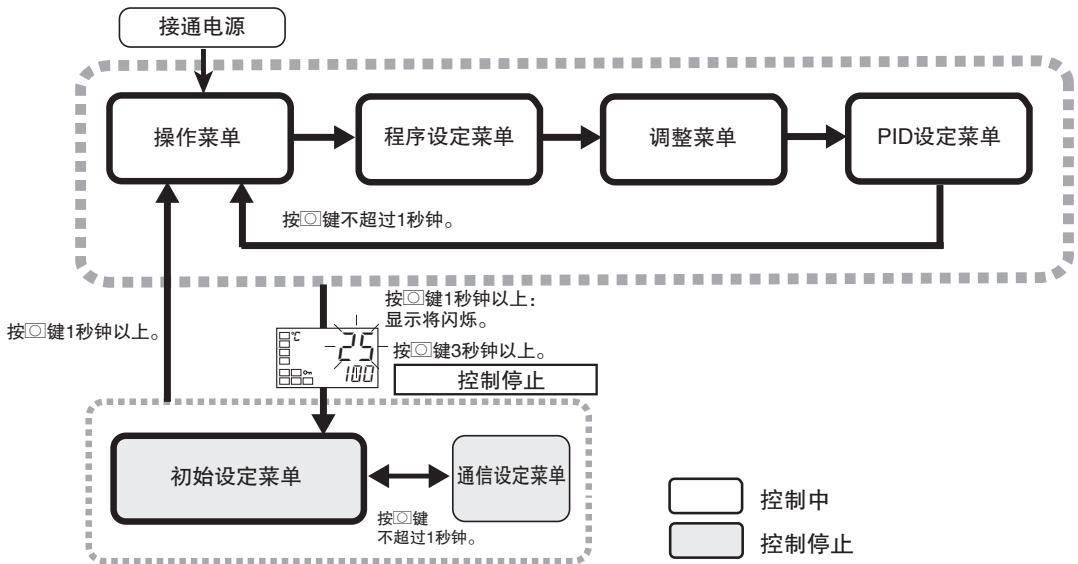 接通电源
操作菜单
程序设定菜单
调整菜单
PID设定菜单
按键不超过1秒钟。
按键1秒钟以上。
按键1秒钟以上：
显示将闪烁。
℃
25
100
按键3秒钟以上。
控制停止
初始设定菜单
通信设定菜单
按键
不超过1秒钟。
控制中
控制停止